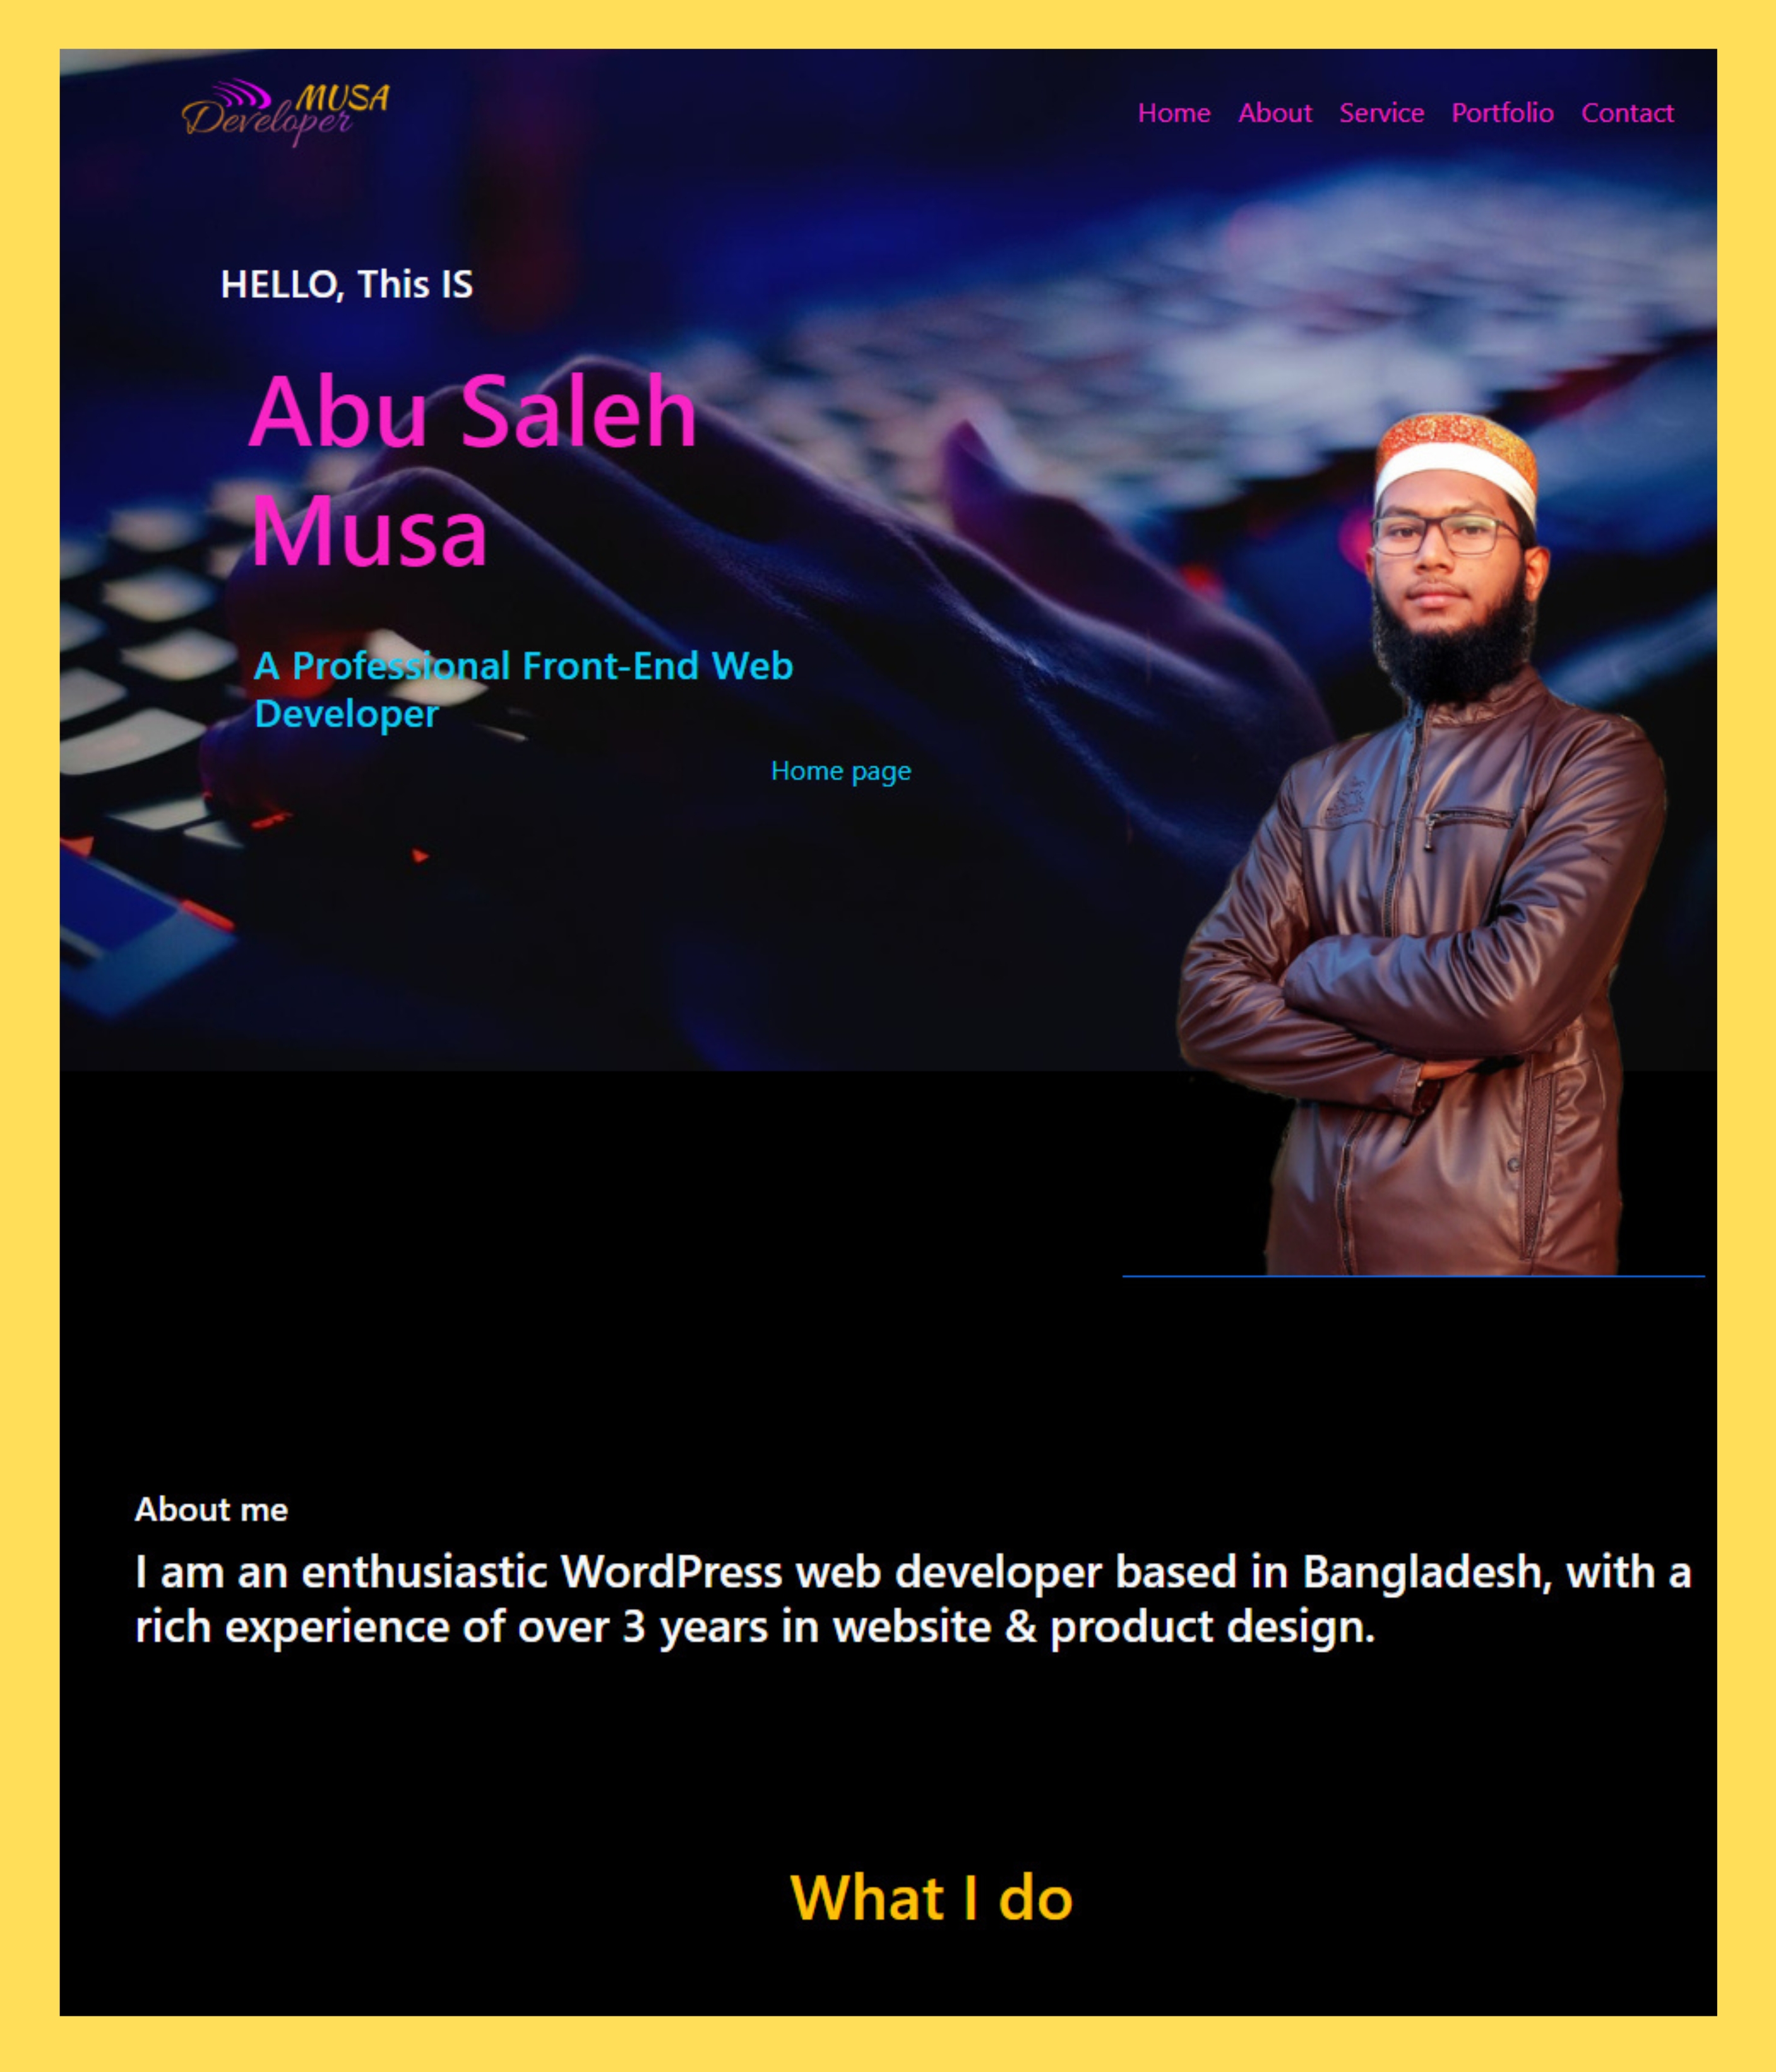 MUSA
Developer
Home About Service Portfolio Contact
HELLO, This IS
Abu Saleh
Musa
A Professional Front-End Web
Developer
Home page
About me
I am an enthusiastic WordPress web developer based in Bangladesh, with a
rich experience of over 3 years in website & product design.
What I do